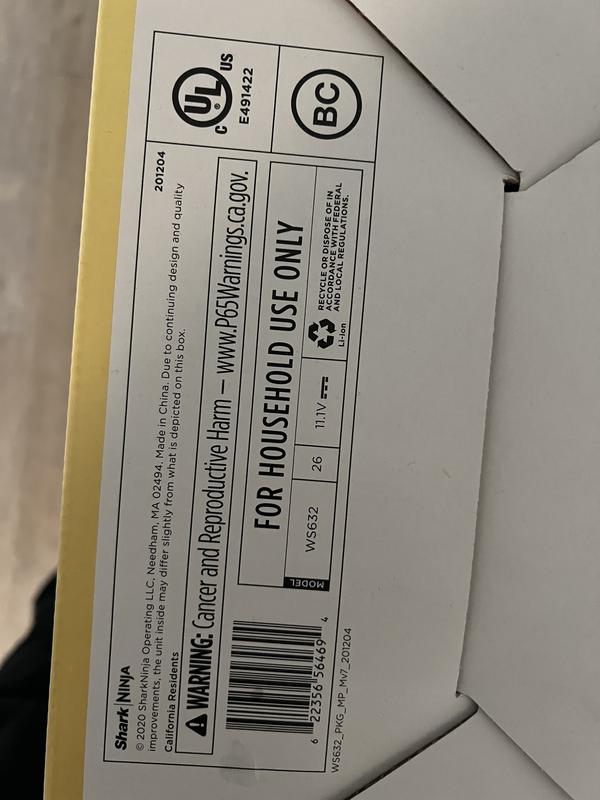 Shark | NINJA
© 2020 SharkNinja Operating LLC, Needham, MA 02494. Made in China. Due to continuing design and quality
improvements, the unit inside may differ slightly from what is depicted on this box.
201204
California Residents
WARNING: Cancer and Reproductive Harm – www.P65Warnings.ca.gov.
6 22356 56469 4
FOR HOUSEHOLD USE ONLY
MODEL
WS632
26
11.1V
Li-Ion
RECYCLE OR DISPOSE OF IN
ACCORDANCE WITH FEDERAL
AND LOCAL REGULATIONS.
C UL ® US
E491422
BC
WS632_PKG_MP_Mv7_201204